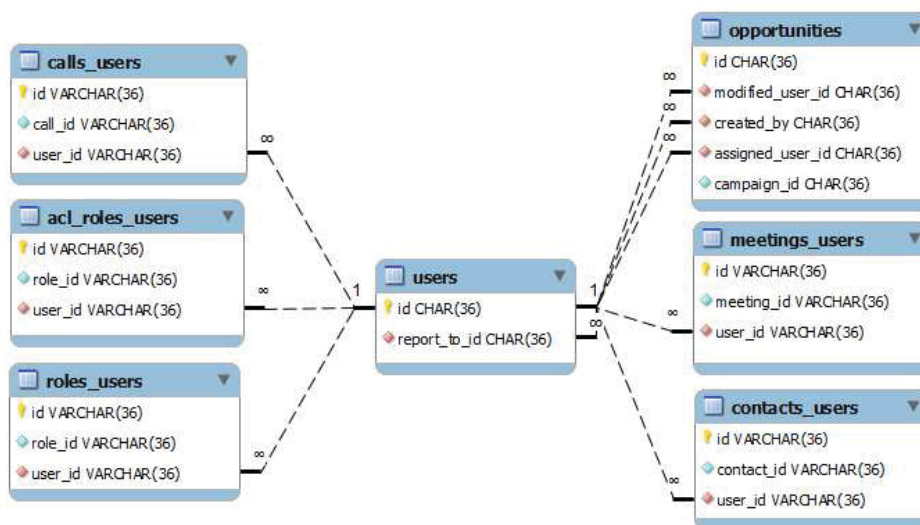 calls_users
id VARCHAR(36)
call_id VARCHAR(36)
user_id VARCHAR(36)
∞
acl_roles_users
id VARCHAR(36)
role_id VARCHAR(36)
user_id VARCHAR(36)
∞
roles_users
id VARCHAR(36)
role_id VARCHAR(36)
user_id VARCHAR(36)
∞
1
users
id CHAR(36)
report_to_id CHAR(36)
1
∞
opportunities
id CHAR(36)
∞
modified_user_id CHAR(36)
∞
created_by CHAR(36)
∞
assigned_user_id CHAR(36)
campaign_id CHAR(36)
meetings_users
id VARCHAR(36)
meeting_id VARCHAR(36)
∞
user_id VARCHAR(36)
contacts_users
id VARCHAR(36)
contact_id VARCHAR(36)
∞
user_id VARCHAR(36)